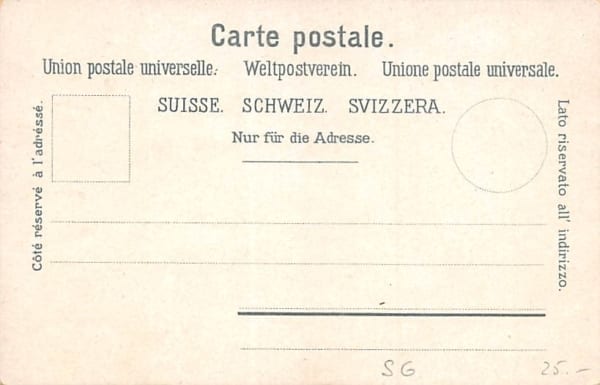 Carte postale.
Union postale universelle. Weltpostverein. Unione postale universale.
SUISSE. SCHWEIZ. SVIZZERA.
Nur für die Adresse.
Côté réservé à l'adréssé.
Lato riservato all' indirizzo.
SG 25.-